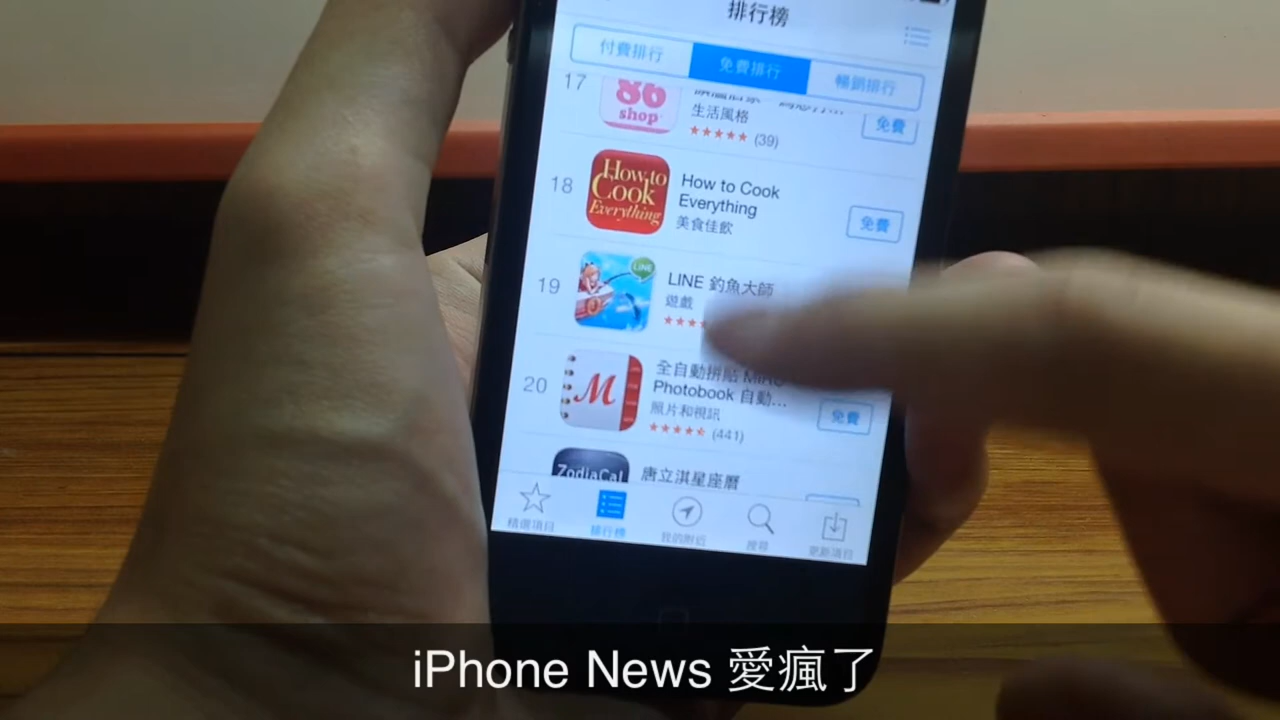 排行榜
付費排行
免費排行
暢銷排行
17
86
shop
生活風格
(39)
免費
18
How to
Cook
Everything
How to Cook
Everything
美食佳飲
免費
19
LINE
LINE 釣魚大師
遊戲
20
M
全自動拼貼
Photobook 自動...
照片和視訊
(441)
免費
ZodiaCal
唐立淇星座曆
精選項目
排行榜
我的附近
搜尋
更新項目
iPhone News 愛瘋了